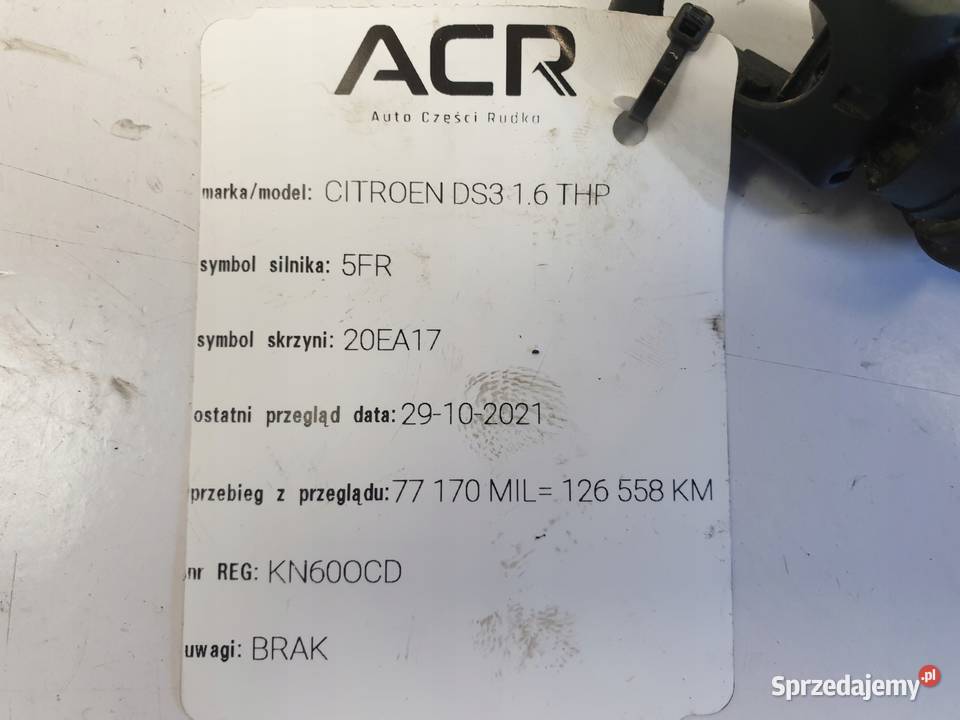 ACR
Auto Części Rudka
marka/model: CITROEN DS3 1.6 THP
symbol silnika: 5FR
symbol skrzyni: 20EA17
ostatni przegląd data: 29-10-2021
przebieg z przeglądu: 77 170 MIL= 126 558 KM
nr REG: KN60OCD
uwagi: BRAK
Sprzedajemy.pl